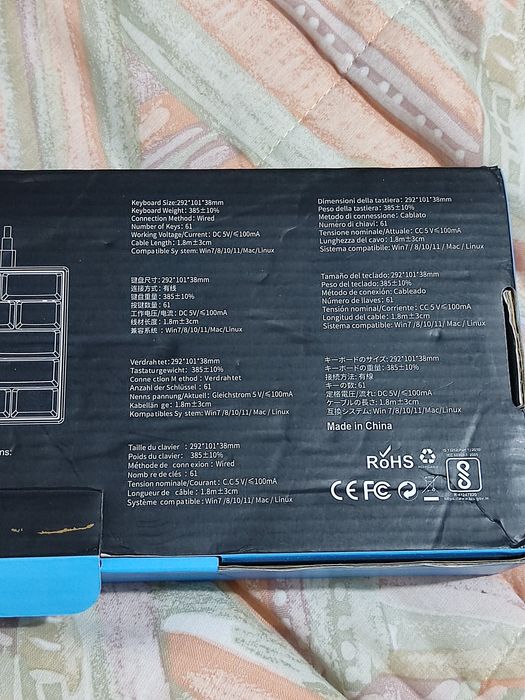 Keyboard Size:292*101*38mm
Keyboard Weight: 385±10%
Connection Method: Wired
Number of Keys: 61
Working Voltage/Current: DC 5V/≤100mA
Cable Length: 1.8m±3cm
Compatible Sy stem: Win7/8/10/11/Mac/Linux
键盘尺寸: 292*101*38mm
连接方式: 有线
键盘重量: 385±10%
按键数量: 61
工作电压/电流: DC 5V/≤100mA
线材长度: 1.8m±3cm
兼容系统 : Win7/8/10/11/Mac/Linux
Verdrahtet:292*101*38mm
Tastaturgewicht: 385±10%
Conne ction M ethod : Verdrahtet
Anzahl der Schlüssel : 61
Nenns pannung/Aktuell: Gleichstrom 5 V/≤100mA
Kabellän ge : 1.8m±3cm
Kompatibles Sy stem: Win7 /8/10/11/ Mac / Linux
Taille du clavier : 292*101*38mm
Poids du clavier: 385±10%
Méthode de conn exion : Wired
Nomb re de clés : 61
Tension nominale/Courant : C.C 5 V/≤100mA
Longueur de câble : 1.8m±3cm
Système com patible : Win7 /8/10/11/ Mac / Linux
Dimensioni della tastiera: 292*101*38mm
Peso della tastiera: 385±10%
Metodo di connessione: Cablato
Numero di chiavi : 61
Tensione nominale/Attuale: CC 5 V/≤100mA
Lunghezza del cavo : 1.8m±3cm
Sistema compatibile: Win7/8/10/11/ Mac/ Linux
Tamaño del teclado: 292*101*38mm
Peso del teclado: 385±10%
Método de conexión: Cableado
Número de llaves: 61
Tensión nominal/Corriente: CC 5 V/≤100mA
Longitud del cable: 1.8m±3cm
Sistema compatible: Win7/8/10/11/ Mac/ Linux
キーボードのサイズ: 292*101*38mm
キーボードの重量: 385±10%
接続方法: 有線
キーの数: 61
定格電圧/流れ: DC 5V/≤100mA
ケーブルの長さ: 1.8m±3cm
互換システム: Win7/8/10/11/ Mac/ Linux
Made in China
RoHS
CE FC
ns: